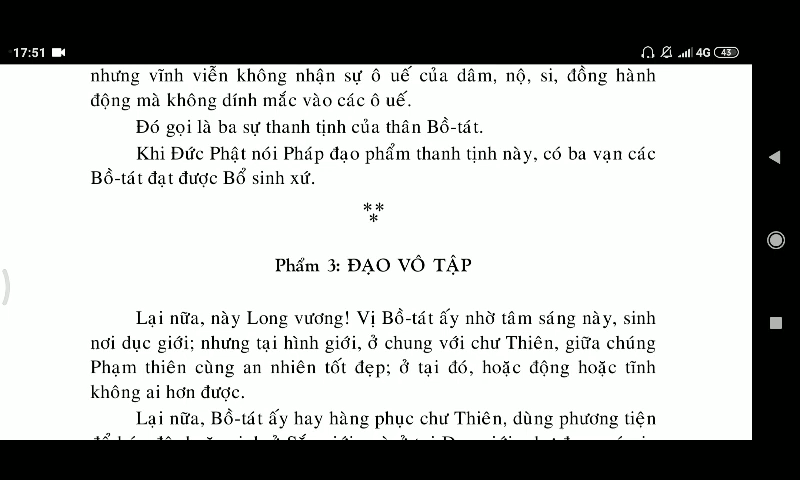 17:51 4G 43
nhưng vĩnh viễn không nhận sự ô uế của dâm, nộ, si, đồng hành
động mà không dính mắc vào các ô uế.
Đó gọi là ba sự thanh tịnh của thân Bồ-tát.
Khi Đức Phật nói Pháp đạo phẩm thanh tịnh này, có ba vạn các
Bồ-tát đạt được Bổ sinh xứ.
**
*
Phẩm 3: ĐẠO VÔ TẬP
Lại nữa, này Long vương! Vị Bồ-tát ấy nhờ tâm sáng này, sinh
nơi dục giới; nhưng tại hình giới, ở chung với chư Thiên, giữa chúng
Phạm thiên cùng an nhiên tốt đẹp; ở tại đó, hoặc động hoặc tĩnh
không ai hơn được.
Lại nữa, Bồ-tát ấy hay hàng phục chư Thiên, dùng phương tiện